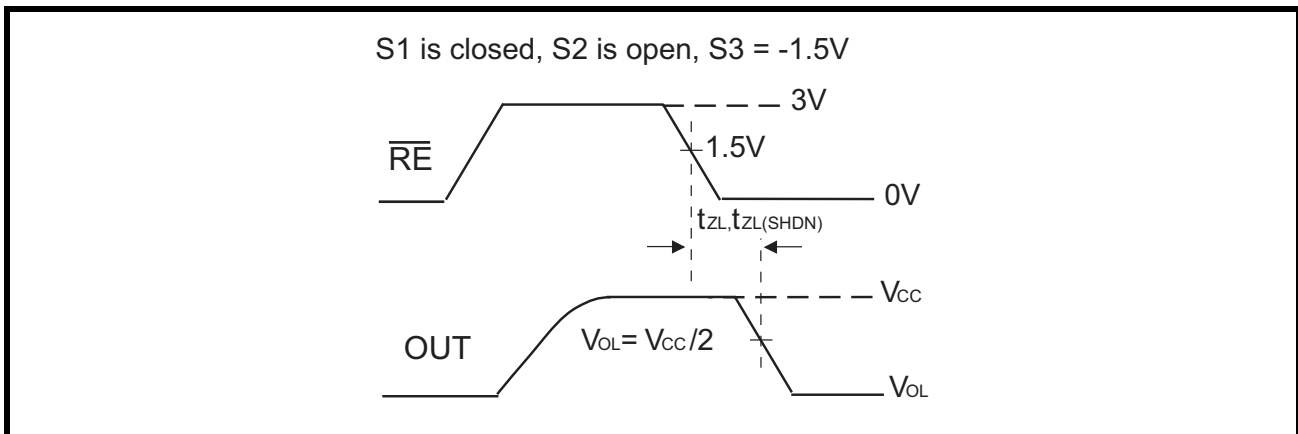 S1 is closed, S2 is open, S3 = -1.5V
3V
RE
1.5V
0V
tZL,tZL(SHDN)
VCC
OUT
VOL= VCC/2
VOL